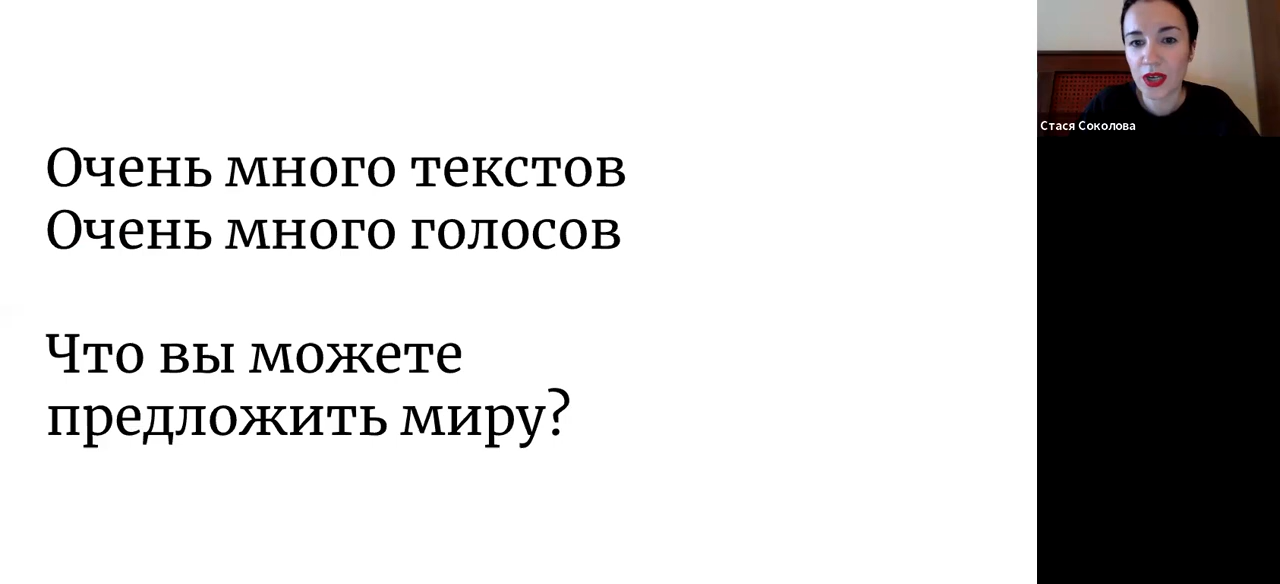 Очень много текстов
Очень много голосов
Что вы можете
предложить миру?
Стася Соколова